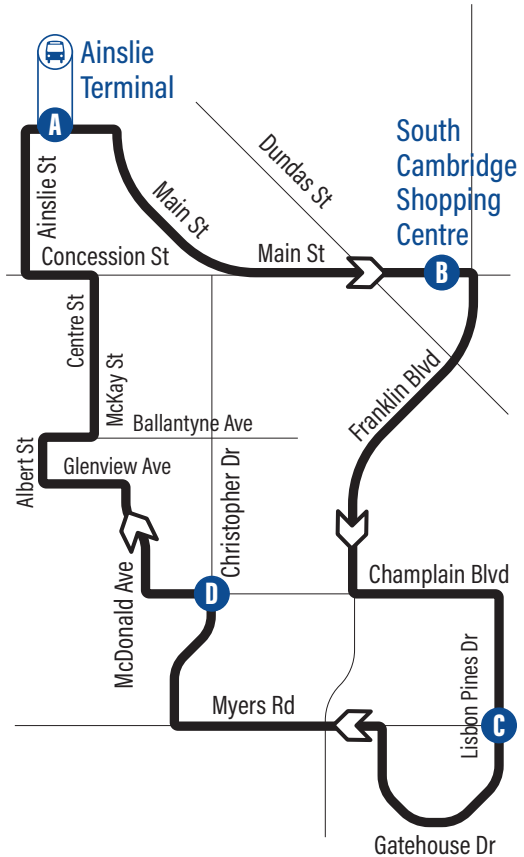 Ainslie
Terminal
A
South
Cambridge
Shopping
Centre
Dundas St
Ainslie St
Main St
Concession St
Main St
B
Centre St
McKay St
Franklin Blvd
Ballantyne Ave
Albert St
Glenview Ave
Christopher Dr
McDonald Ave
D
Champlain Blvd
Lisbon Pines Dr
Myers Rd
C
Gatehouse Dr